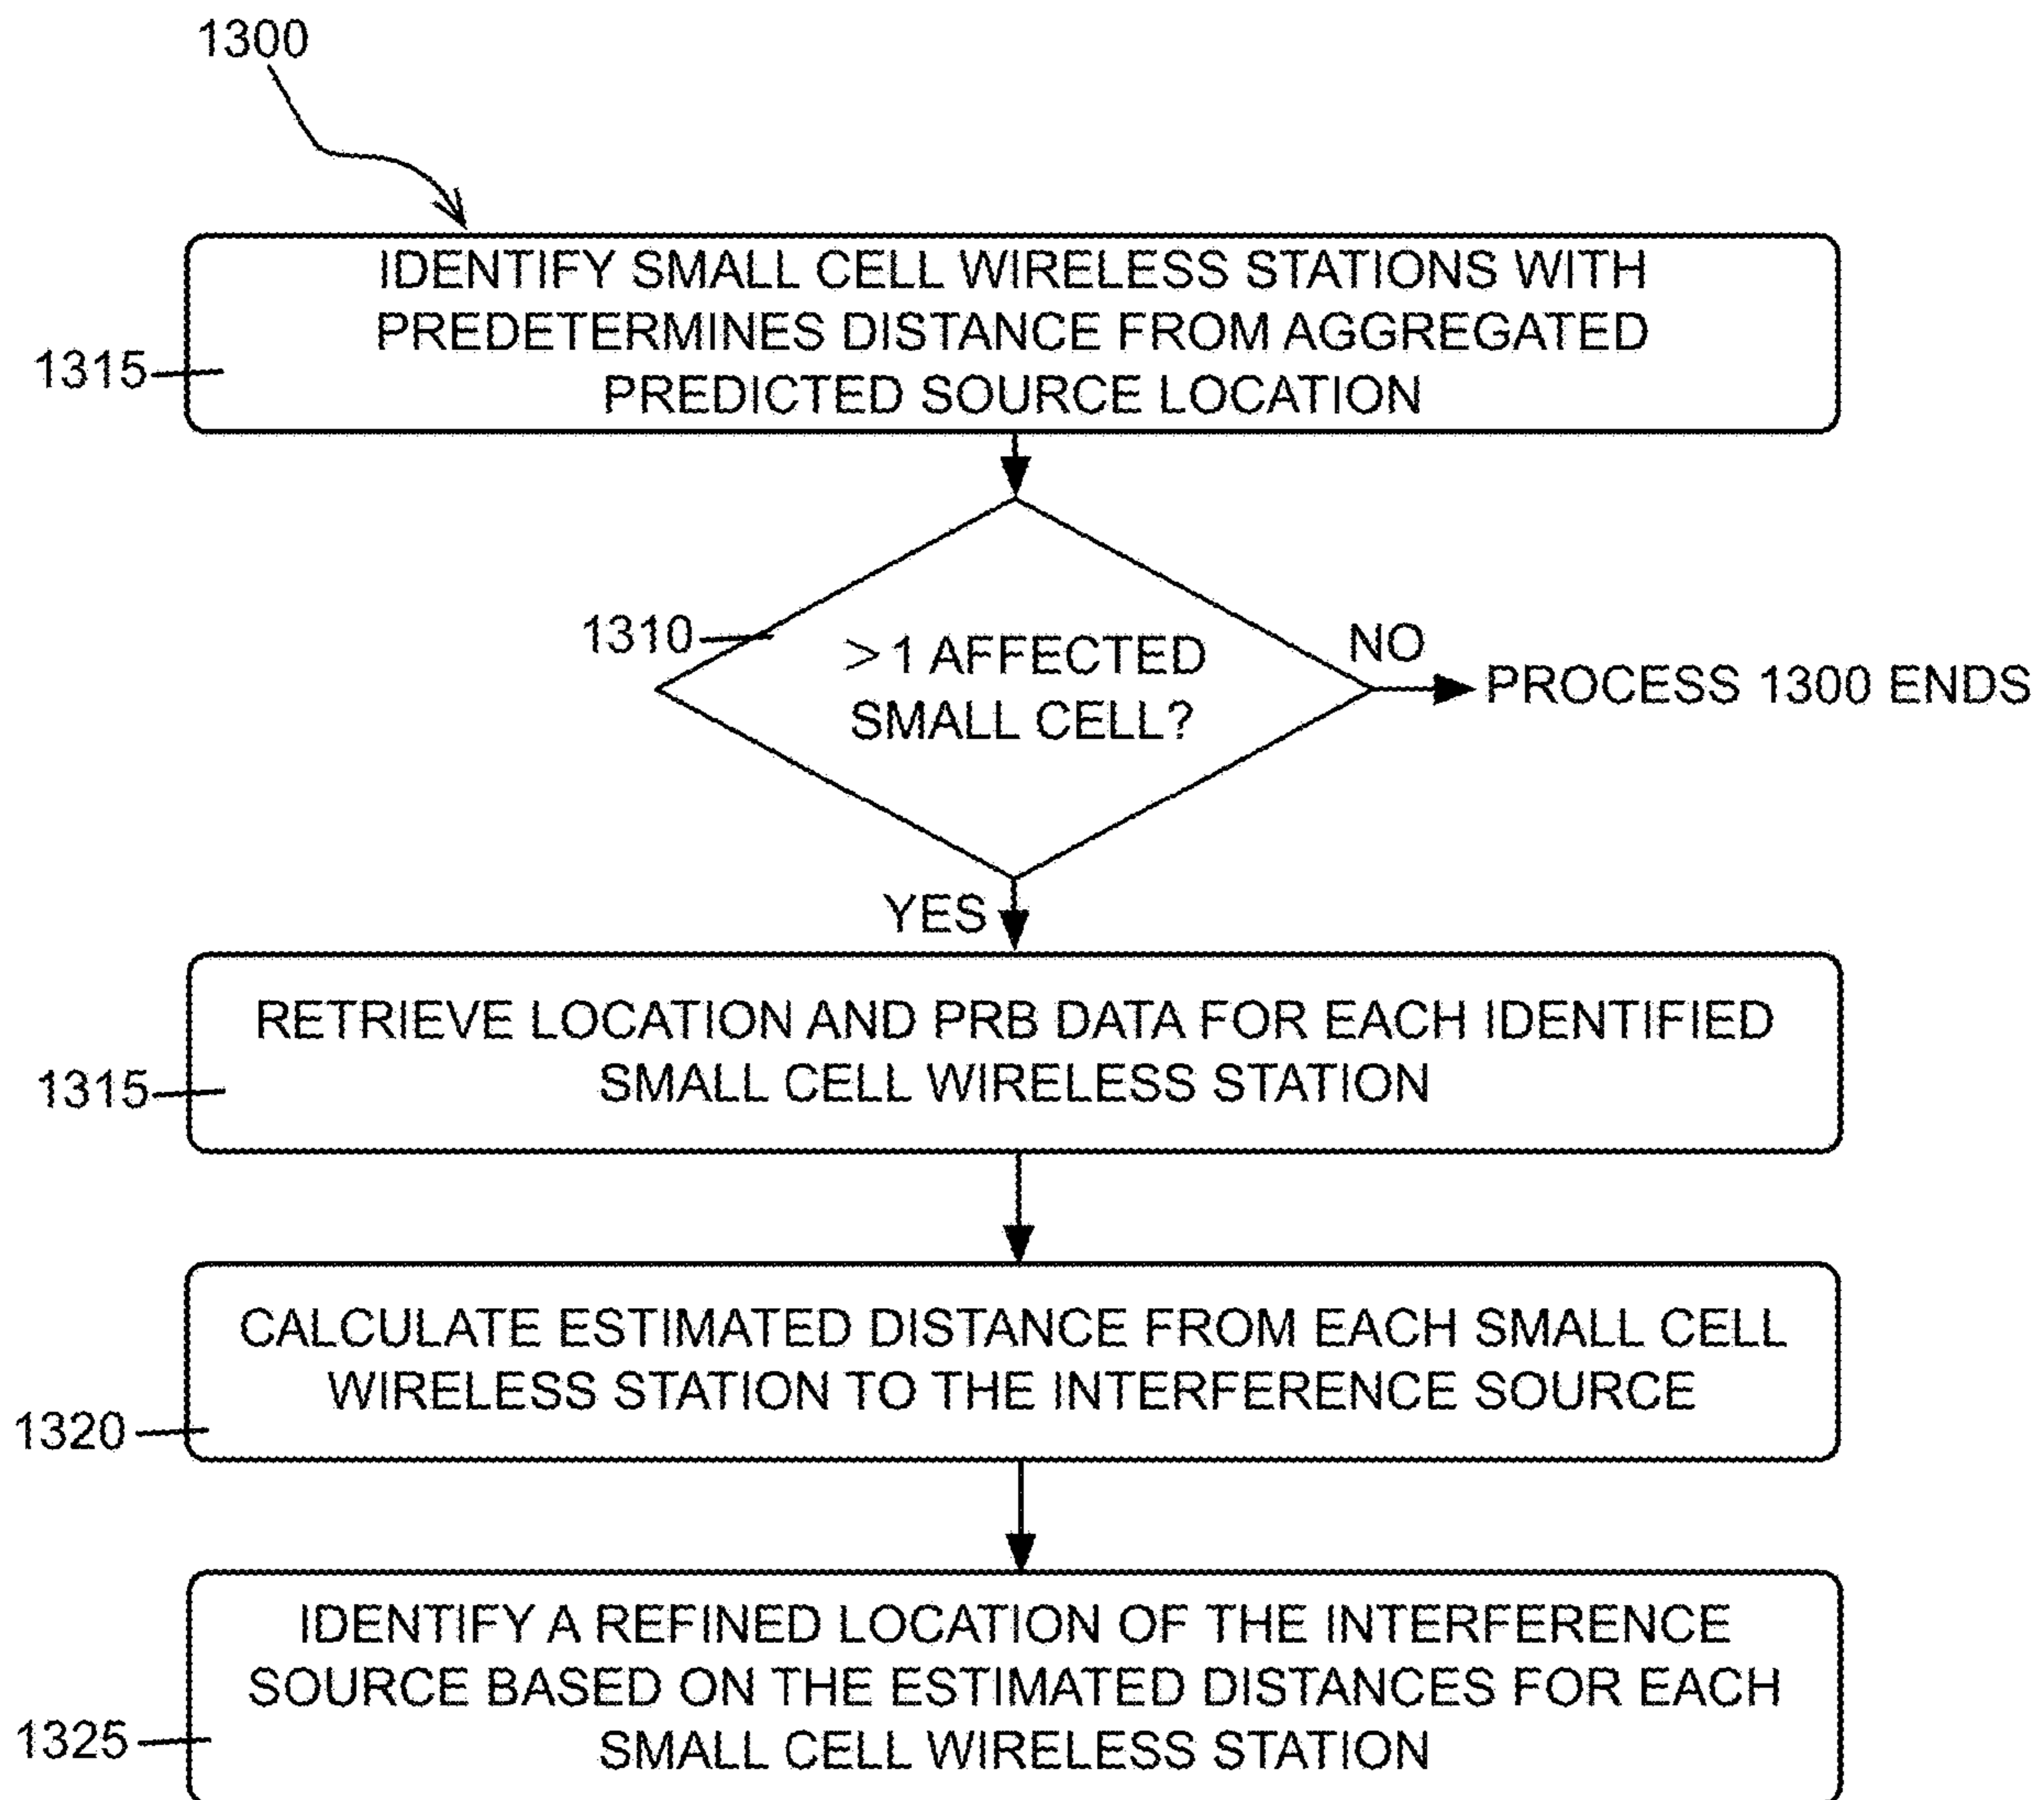 1300
IDENTIFY SMALL CELL WIRELESS STATIONS WITH
PREDETERMINES DISTANCE FROM AGGREGATED
PREDICTED SOURCE LOCATION
1315
1310
>1 AFFECTED
SMALL CELL?
NO
PROCESS 1300 ENDS
YES
RETRIEVE LOCATION AND PRB DATA FOR EACH IDENTIFIED
SMALL CELL WIRELESS STATION
1315
CALCULATE ESTIMATED DISTANCE FROM EACH SMALL CELL
WIRELESS STATION TO THE INTERFERENCE SOURCE
1320
IDENTIFY A REFINED LOCATION OF THE INTERFERENCE
SOURCE BASED ON THE ESTIMATED DISTANCES FOR EACH
SMALL CELL WIRELESS STATION
1325